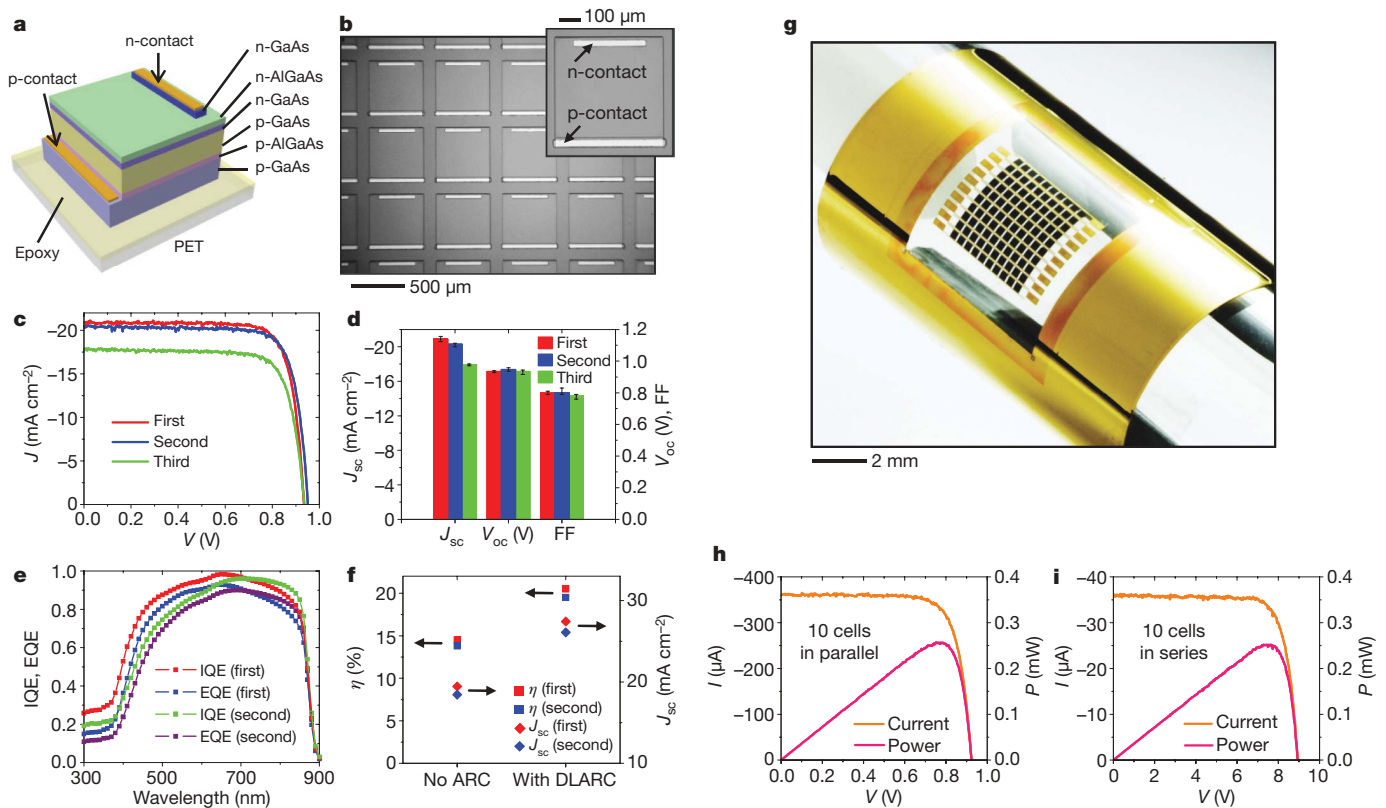 a
n-contact
p-contact
n-GaAs
n-AlGaAs
n-GaAs
p-GaAs
p-AlGaAs
p-GaAs
Epoxy
PET
b
100 µm
n-contact
p-contact
500 µm
c
J (mA cm⁻²)
–20
–15
–10
–5
0
First
Second
Third
0.0 0.2 0.4 0.6 0.8 1.0
V (V)
d
J_sc (mA cm⁻²)
–20
–16
–12
–8
–4
0
First
Second
Third
1.2
1.0
0.8
0.6
0.4
0.2
0.0
V_oc (V), FF
J_sc V_oc (V) FF
e
IQE, EQE
1.0
0.8
0.6
0.4
0.2
0.0
IQE (first)
EQE (first)
IQE (second)
EQE (second)
300 500 700 900
Wavelength (nm)
f
η (%)
20
15
10
5
0
η (first)
η (second)
J_sc (first)
J_sc (second)
30
20
10
J_sc (mA cm⁻²)
No ARC With DLARC
g
2 mm
h
I (µA)
–400
–300
–200
–100
0
10 cells
in parallel
Current
Power
0.4
0.3
0.2
0.1
0.0
P (mW)
0.0 0.2 0.4 0.6 0.8 1.0
V (V)
i
I (µA)
–40
–30
–20
–10
0
10 cells
in series
Current
Power
0.4
0.3
0.2
0.1
0.0
P (mW)
0 2 4 6 8 10
V (V)